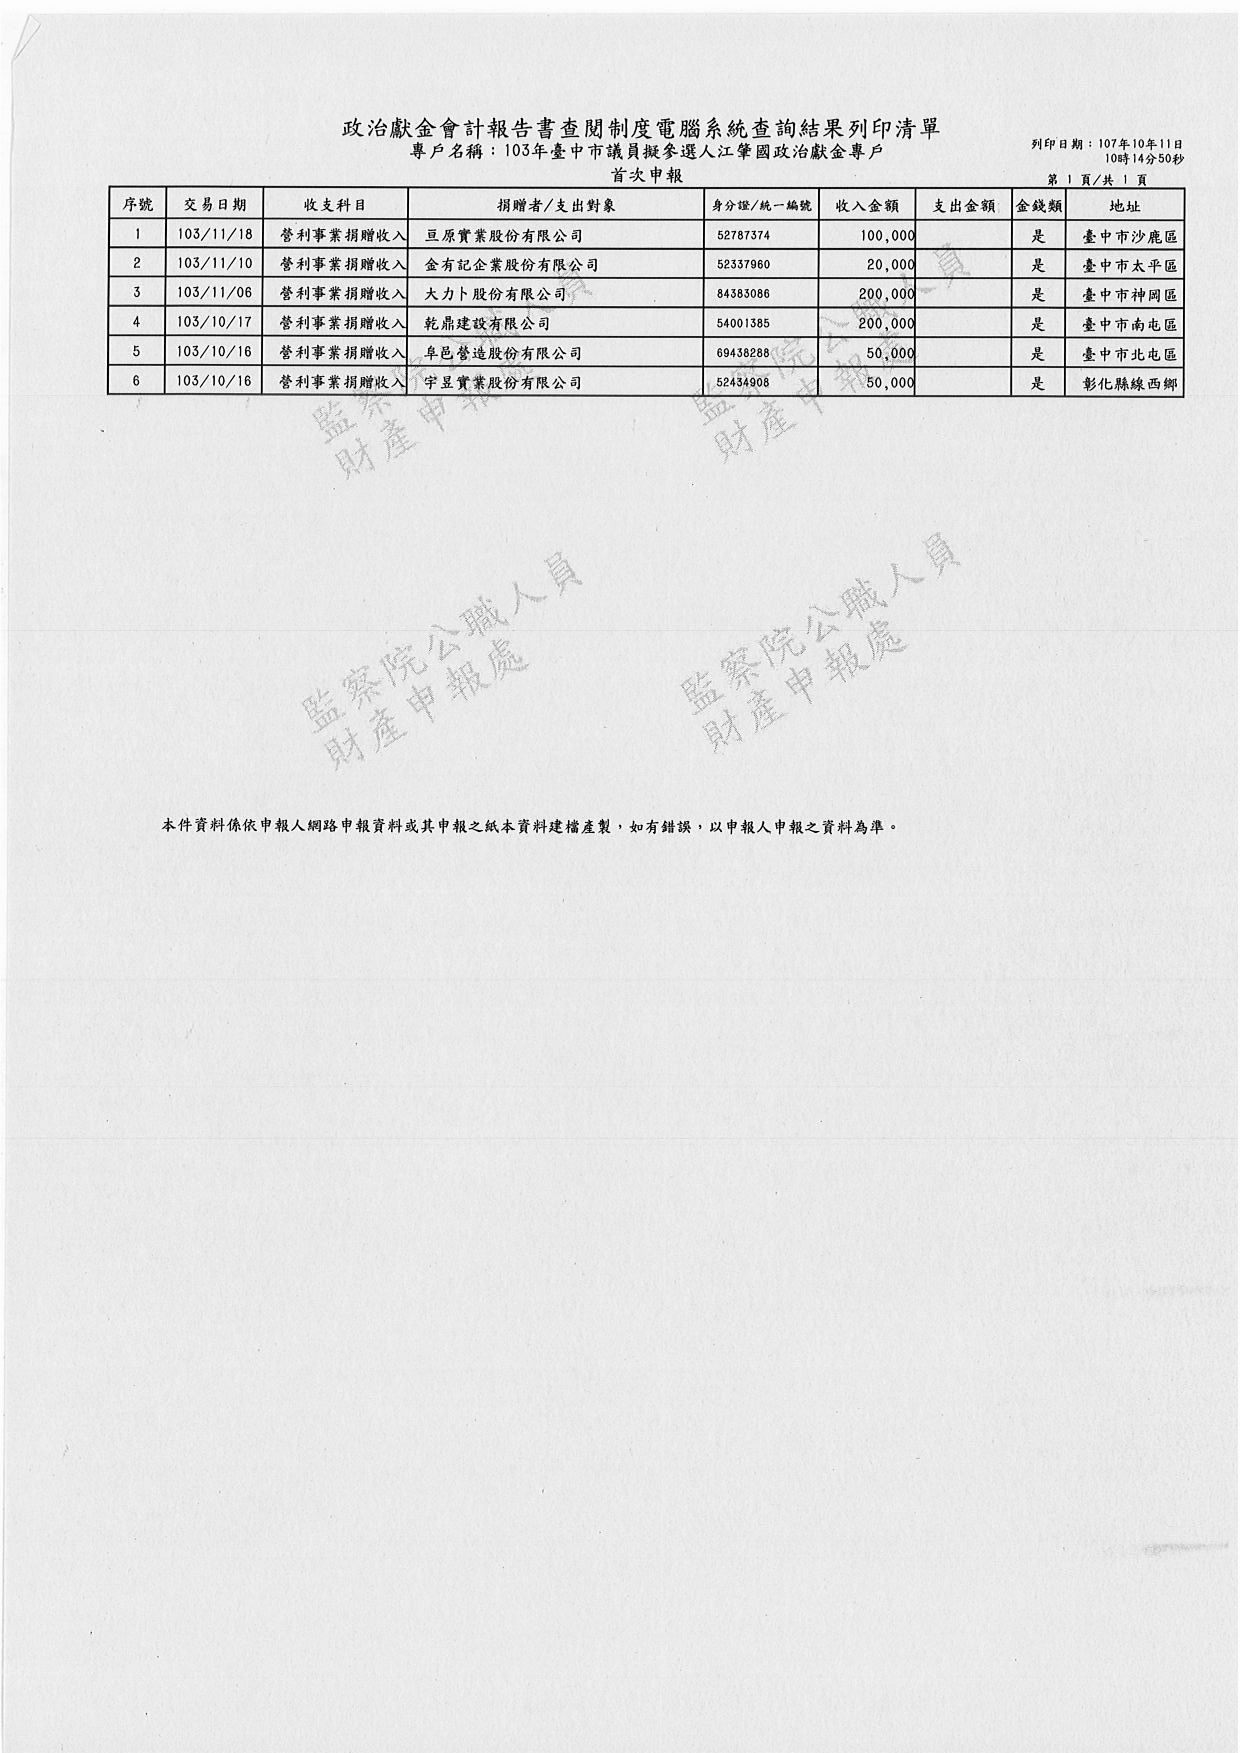 政治獻金會計報告書查閱制度電腦系統查詢結果列印清單
專戶名稱：103年臺中市議員擬參選人江肇國政治獻金專戶
列印日期：107年10年11日
10時14分50秒
首次申報
第 1 頁/共 1 頁
序號 交易日期 收支科目 捐贈者/支出對象 身分證/統一編號 收入金額 支出金額 金錢類 地址
1 103/11/18 營利事業捐贈收入 亘原實業股份有限公司 52787374 100,000 是 臺中市沙鹿區
2 103/11/10 營利事業捐贈收入 金有記企業股份有限公司 52337960 20,000 是 臺中市太平區
3 103/11/06 營利事業捐贈收入 大力卜股份有限公司 84383086 200,000 是 臺中市神岡區
4 103/10/17 營利事業捐贈收入 乾鼎建設有限公司 54001385 200,000 是 臺中市南屯區
5 103/10/16 營利事業捐贈收入 阜邑營造股份有限公司 69438288 50,000 是 臺中市北屯區
6 103/10/16 營利事業捐贈收入 宇昱實業股份有限公司 52434908 50,000 是 彰化縣線西鄉
監察院公職人員
財產申報處
監察院公職人員
財產申報處
監察院公職人員
財產申報處
監察院公職人員
財產申報處
本件資料係依申報人網路申報資料或其申報之紙本資料建檔產製，如有錯誤，以申報人申報之資料為準。